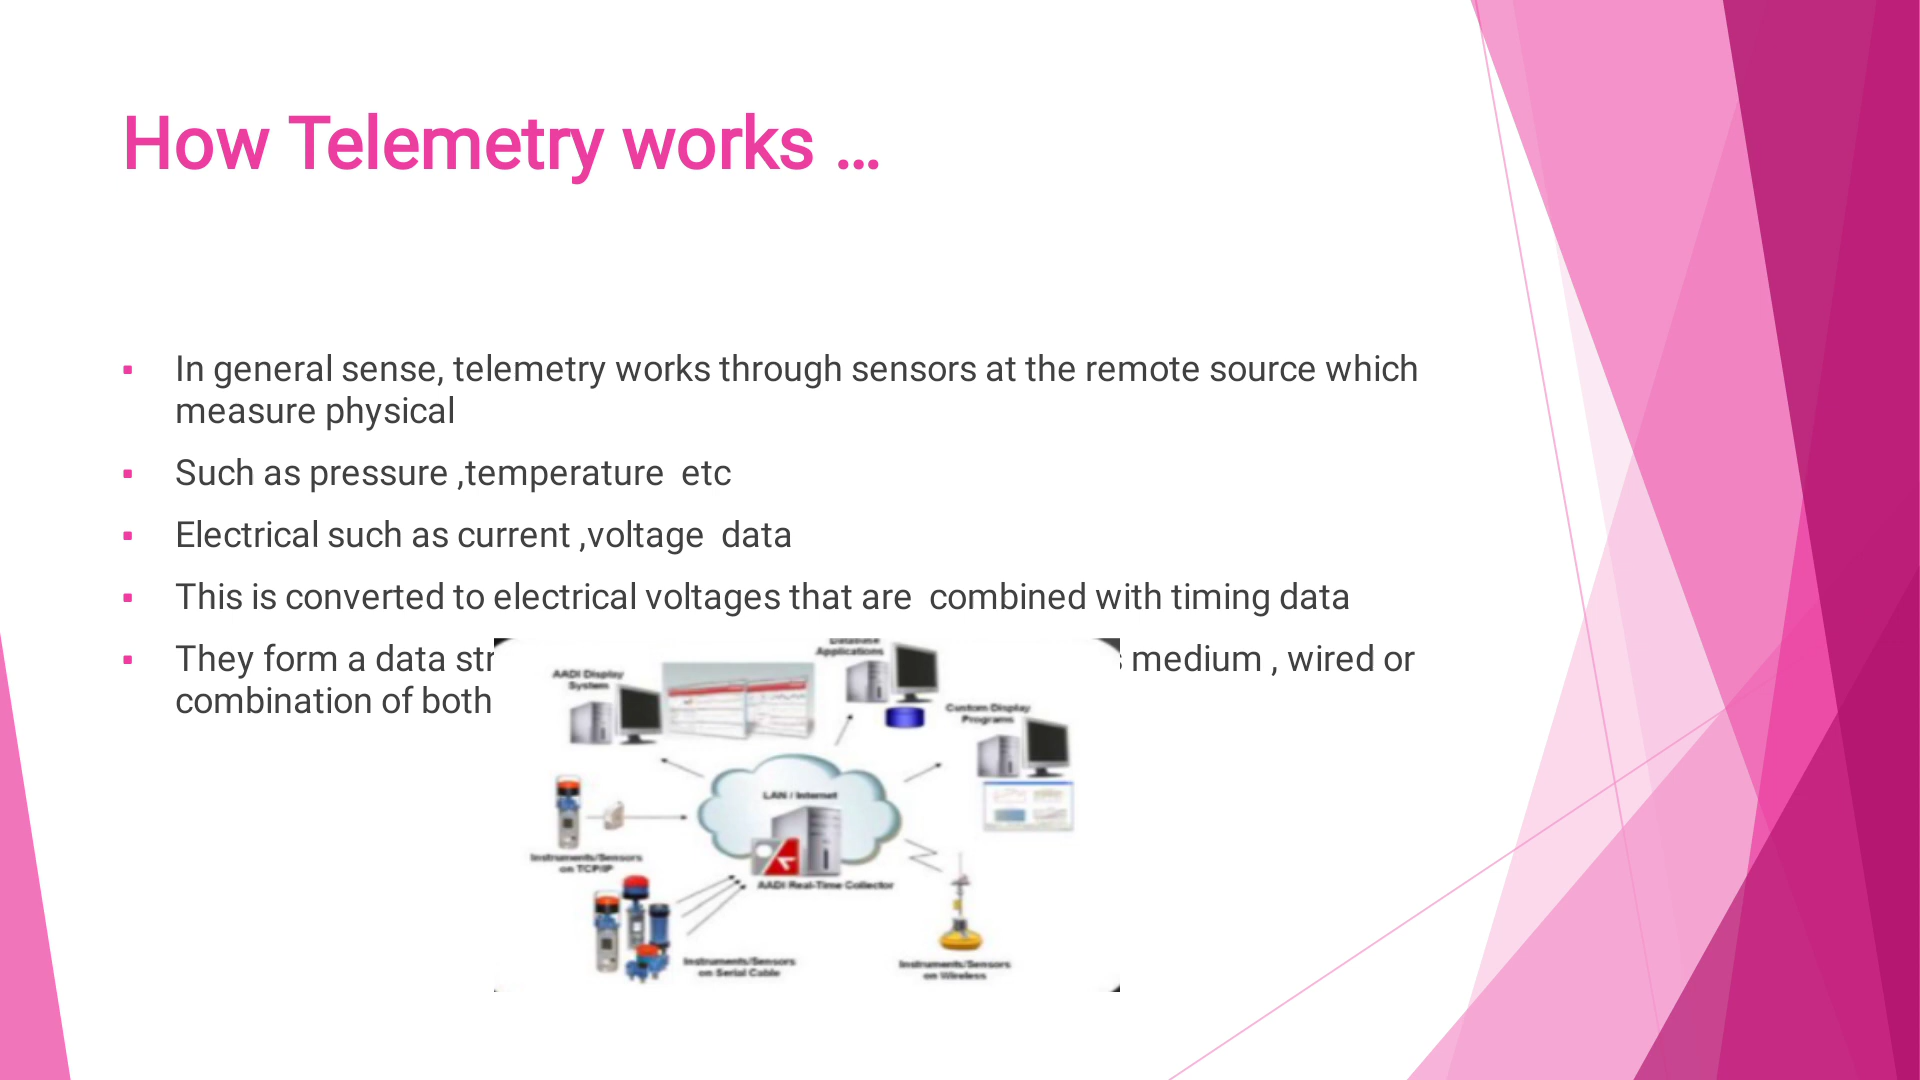 How Telemetry works ...
▪ In general sense, telemetry works through sensors at the remote source which
measure physical
▪ Such as pressure ,temperature  etc
▪ Electrical such as current ,voltage  data
▪ This is converted to electrical voltages that are  combined with timing data
▪ They form a data medium , wired or
combination of both
Database
Applications
AADI Display
System
Custom Display
Programs
LAN / Internet
Instruments/Sensors
on TCP/IP
AADI Real-Time Collector
Instruments/Sensors
on Serial Cable
Instruments/Sensors
on Wireless